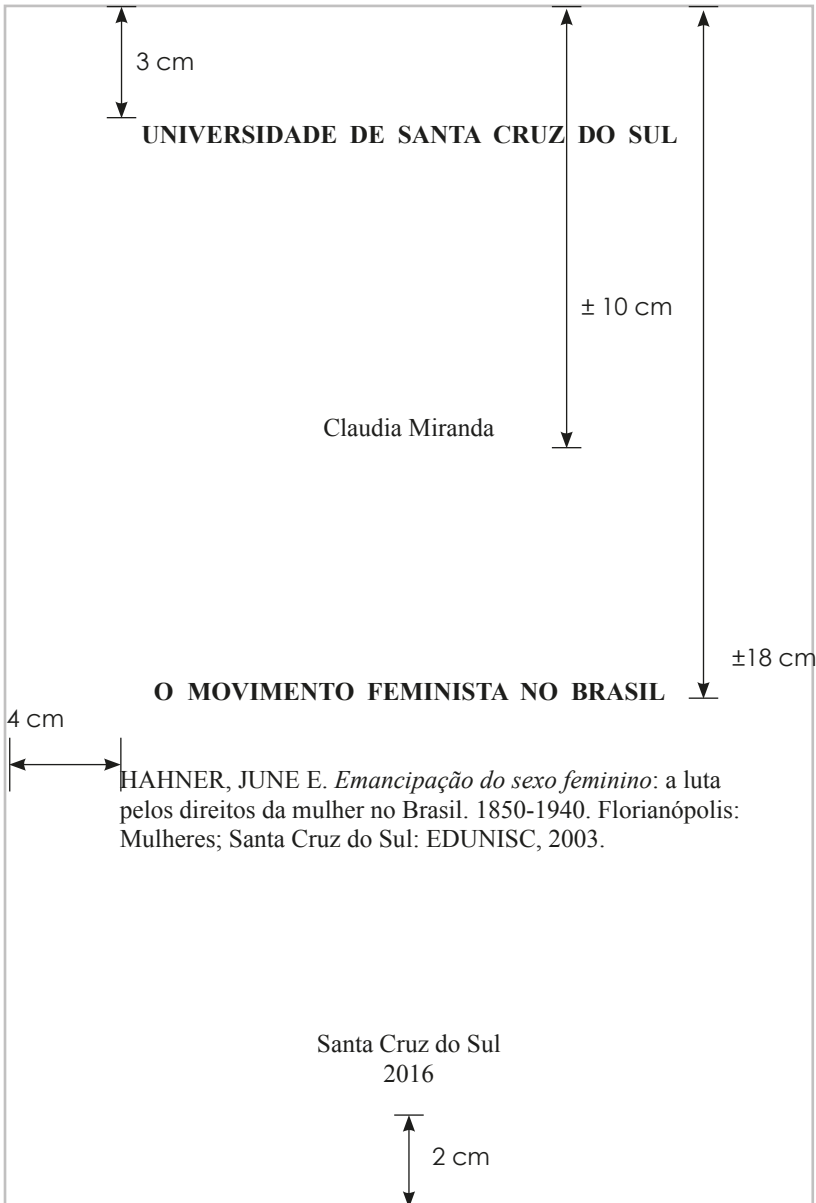 3 cm
UNIVERSIDADE DE SANTA CRUZ DO SUL
± 10 cm
Claudia Miranda
±18 cm
O MOVIMENTO FEMINISTA NO BRASIL
4 cm
HAHNER, JUNE E. Emancipação do sexo feminino: a luta
pelos direitos da mulher no Brasil. 1850-1940. Florianópolis:
Mulheres; Santa Cruz do Sul: EDUNISC, 2003.
Santa Cruz do Sul
2016
2 cm